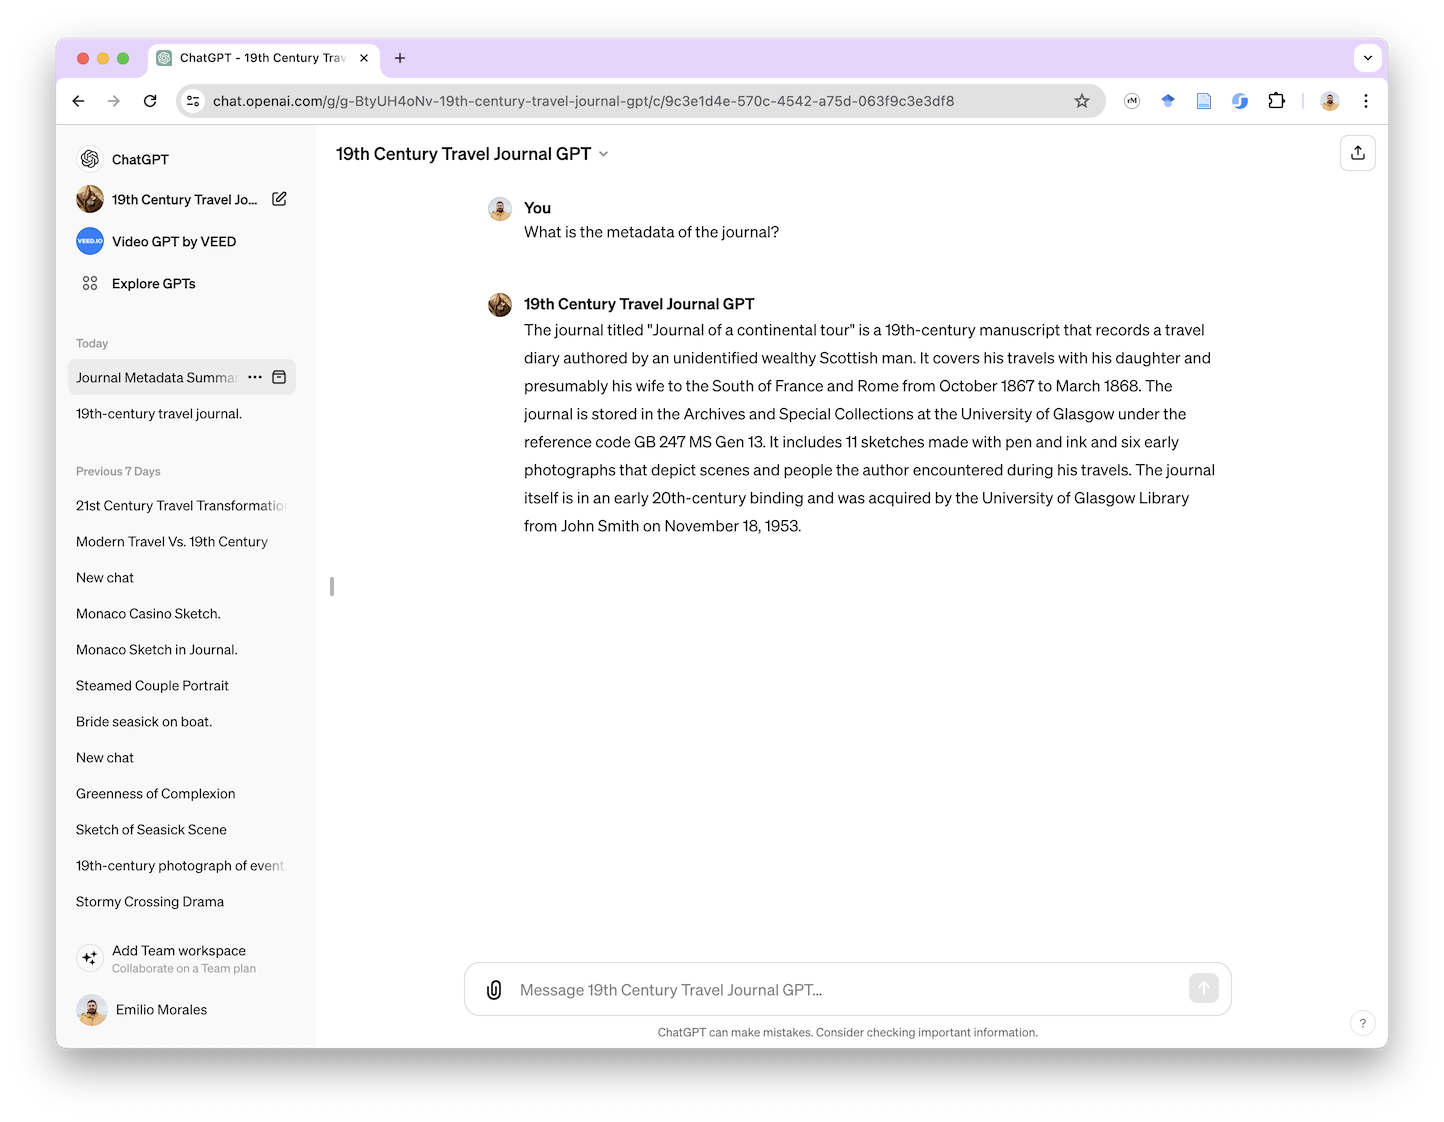 ChatGPT - 19th Century Trav
chat.openai.com/g/g-BtyUH4oNv-19th-century-travel-journal-gpt/c/9c3e1d4e-570c-4542-a75d-063f9c3e3df8
rM
ChatGPT
19th Century Travel Jo...
VEED.IO
Video GPT by VEED
Explore GPTs
Today
Journal Metadata Summar
19th-century travel journal.
Previous 7 Days
21st Century Travel Transformation
Modern Travel Vs. 19th Century
New chat
Monaco Casino Sketch.
Monaco Sketch in Journal.
Steamed Couple Portrait
Bride seasick on boat.
New chat
Greenness of Complexion
Sketch of Seasick Scene
19th-century photograph of event
Stormy Crossing Drama
Add Team workspace
Collaborate on a Team plan
Emilio Morales
19th Century Travel Journal GPT
You
What is the metadata of the journal?
19th Century Travel Journal GPT
The journal titled "Journal of a continental tour" is a 19th-century manuscript that records a travel
diary authored by an unidentified wealthy Scottish man. It covers his travels with his daughter and
presumably his wife to the South of France and Rome from October 1867 to March 1868. The
journal is stored in the Archives and Special Collections at the University of Glasgow under the
reference code GB 247 MS Gen 13. It includes 11 sketches made with pen and ink and six early
photographs that depict scenes and people the author encountered during his travels. The journal
itself is in an early 20th-century binding and was acquired by the University of Glasgow Library
from John Smith on November 18, 1953.
Message 19th Century Travel Journal GPT...
ChatGPT can make mistakes. Consider checking important information.
?